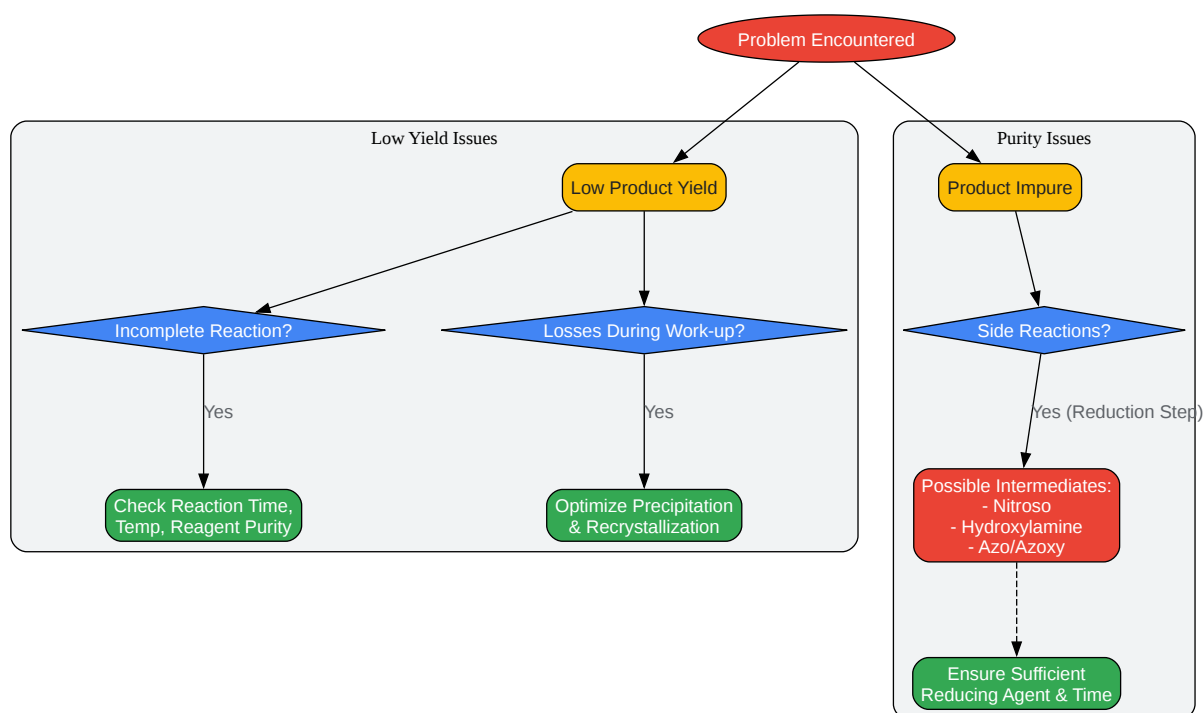 Problem Encountered
Low Yield Issues
Purity Issues
Low Product Yield
Product Impure
Incomplete Reaction?
Losses During Work-up?
Side Reactions?
Yes
Yes
Yes (Reduction Step)
Check Reaction Time,
Temp, Reagent Purity
Optimize Precipitation
& Recrystallization
Possible Intermediates:
- Nitroso
- Hydroxylamine
- Azo/Azoxy
Ensure Sufficient
Reducing Agent & Time